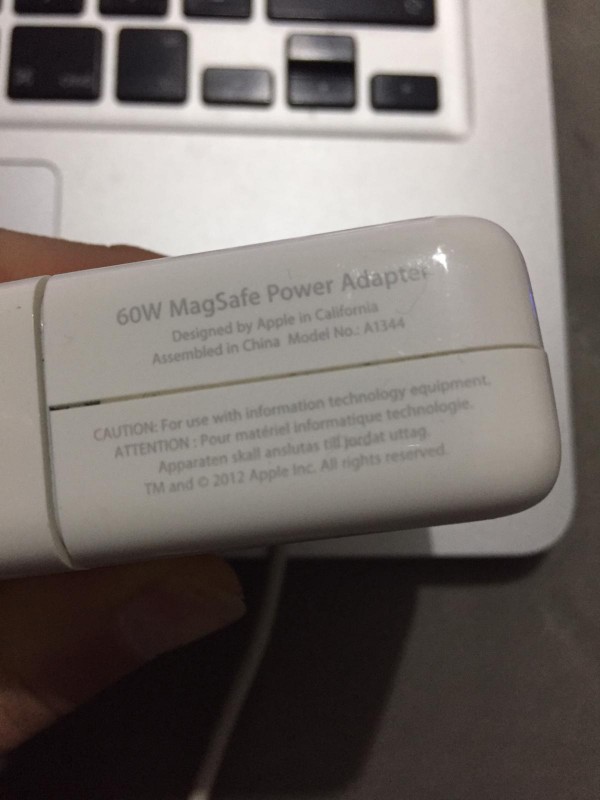 60W MagSafe Power Adapter
Designed by Apple in California
Assembled in China Model No.: A1344
CAUTION: For use with information technology equipment.
ATTENTION : Pour matériel informatique technologie.
Apparaten skall anslutas till jordat uttag.
TM and © 2012 Apple Inc. All rights reserved.